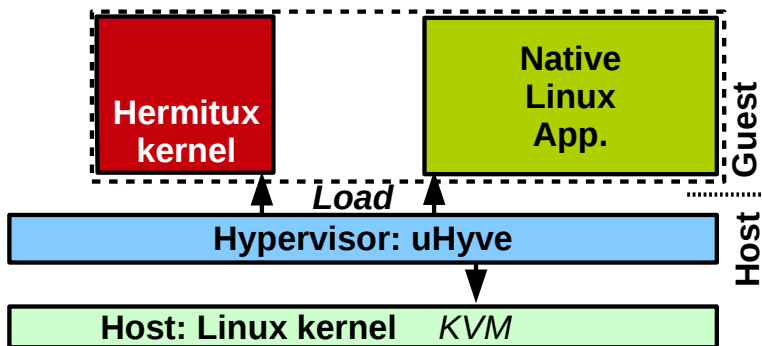 Hermitux
kernel
Native
Linux
App.
Guest
Load
Hypervisor: uHyve
Host
Host: Linux kernel KVM